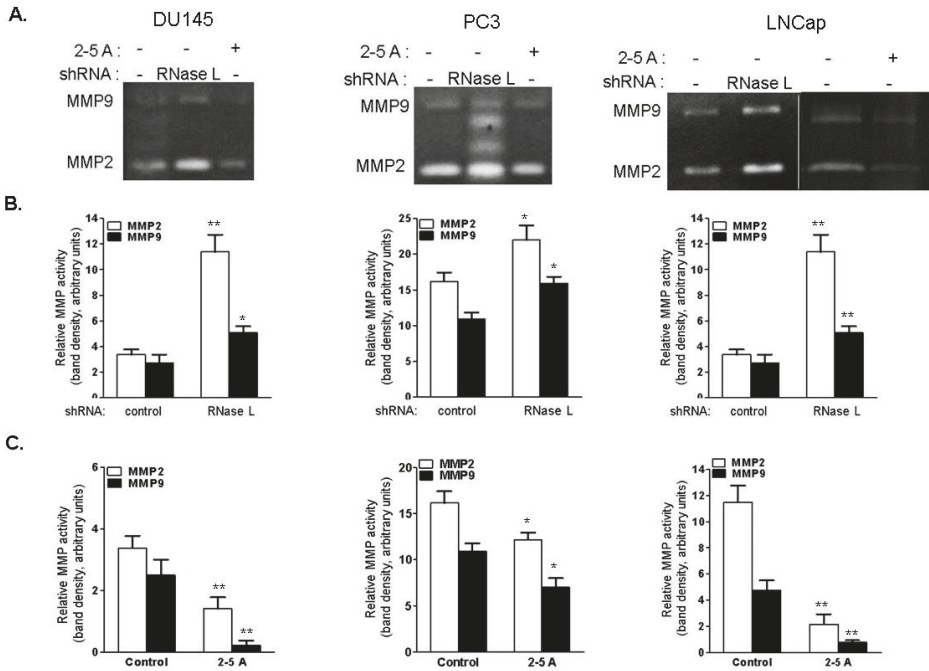 A.
DU145 PC3 LNCap
2-5 A : - - +
shRNA : - RNase L -
MMP9
MMP2
2-5 A : - - +
shRNA : - RNase L -
MMP9
MMP2
2-5 A : - - - +
shRNA : - RNase L - -
MMP9
MMP2
B.
Relative MMP activity
(band density, arbitrary units)
14
12
10
8
6
4
2
0
MMP2
MMP9
**
*
shRNA: control RNase L
Relative MMP activity
(band density, arbitrary units)
25
20
15
10
5
0
MMP2
MMP9
*
*
shRNA: control RNase L
Relative MMP activity
(band density, arbitrary units)
14
12
10
8
6
4
2
0
MMP2
MMP9
**
**
shRNA: control RNase L
C.
Relative MMP activity
(band density, arbitrary units)
6
4
2
0
MMP2
MMP9
**
**
Control 2-5 A
Relative MMP activity
(band density, arbitrary units)
20
15
10
5
0
MMP2
MMP9
*
*
Control 2-5 A
Relative MMP activity
(band density, arbitrary units)
14
12
10
8
6
4
2
0
MMP2
MMP9
**
**
Control 2-5 A